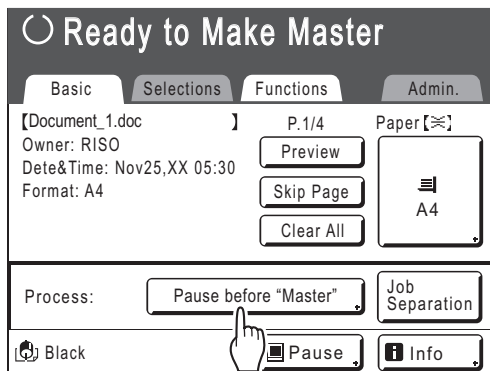 Ready to Make Master
Basic Selections Functions Admin.
【Document_1.doc 】 P.1/4 Paper【】
Owner: RISO Preview
Dete&Time: Nov25,XX 05:30
Format: A4 Skip Page A4
Clear All
Process: Pause before “Master” Job Separation
Black Pause i Info